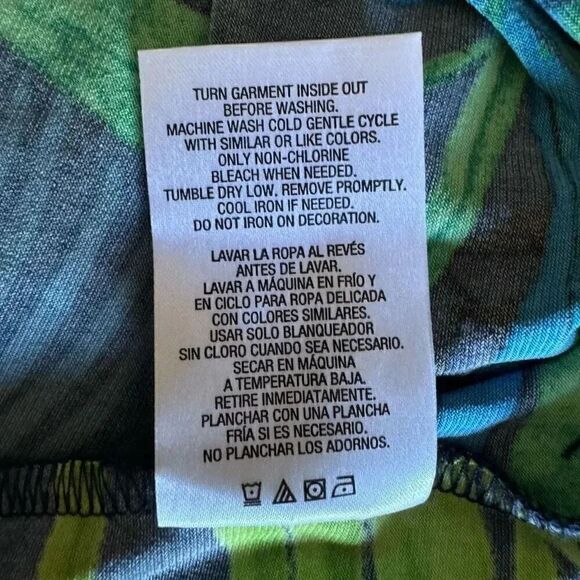 TURN GARMENT INSIDE OUT
BEFORE WASHING.
MACHINE WASH COLD GENTLE CYCLE
WITH SIMILAR OR LIKE COLORS.
ONLY NON-CHLORINE
BLEACH WHEN NEEDED.
TUMBLE DRY LOW. REMOVE PROMPTLY.
COOL IRON IF NEEDED.
DO NOT IRON ON DECORATION.
LAVAR LA ROPA AL REVÉS
ANTES DE LAVAR.
LAVAR A MÁQUINA EN FRÍO Y
EN CICLO PARA ROPA DELICADA
CON COLORES SIMILARES.
USAR SOLO BLANQUEADOR
SIN CLORO CUANDO SEA NECESARIO.
SECAR EN MÁQUINA
A TEMPERATURA BAJA.
RETIRE INMEDIATAMENTE.
PLANCHAR CON UNA PLANCHA
FRÍA SI ES NECESARIO.
NO PLANCHAR LOS ADORNOS.